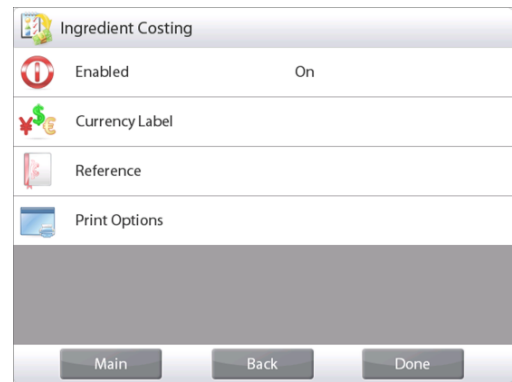 Ingredient Costing
Enabled On
Currency Label
Reference
Print Options
Main Back Done